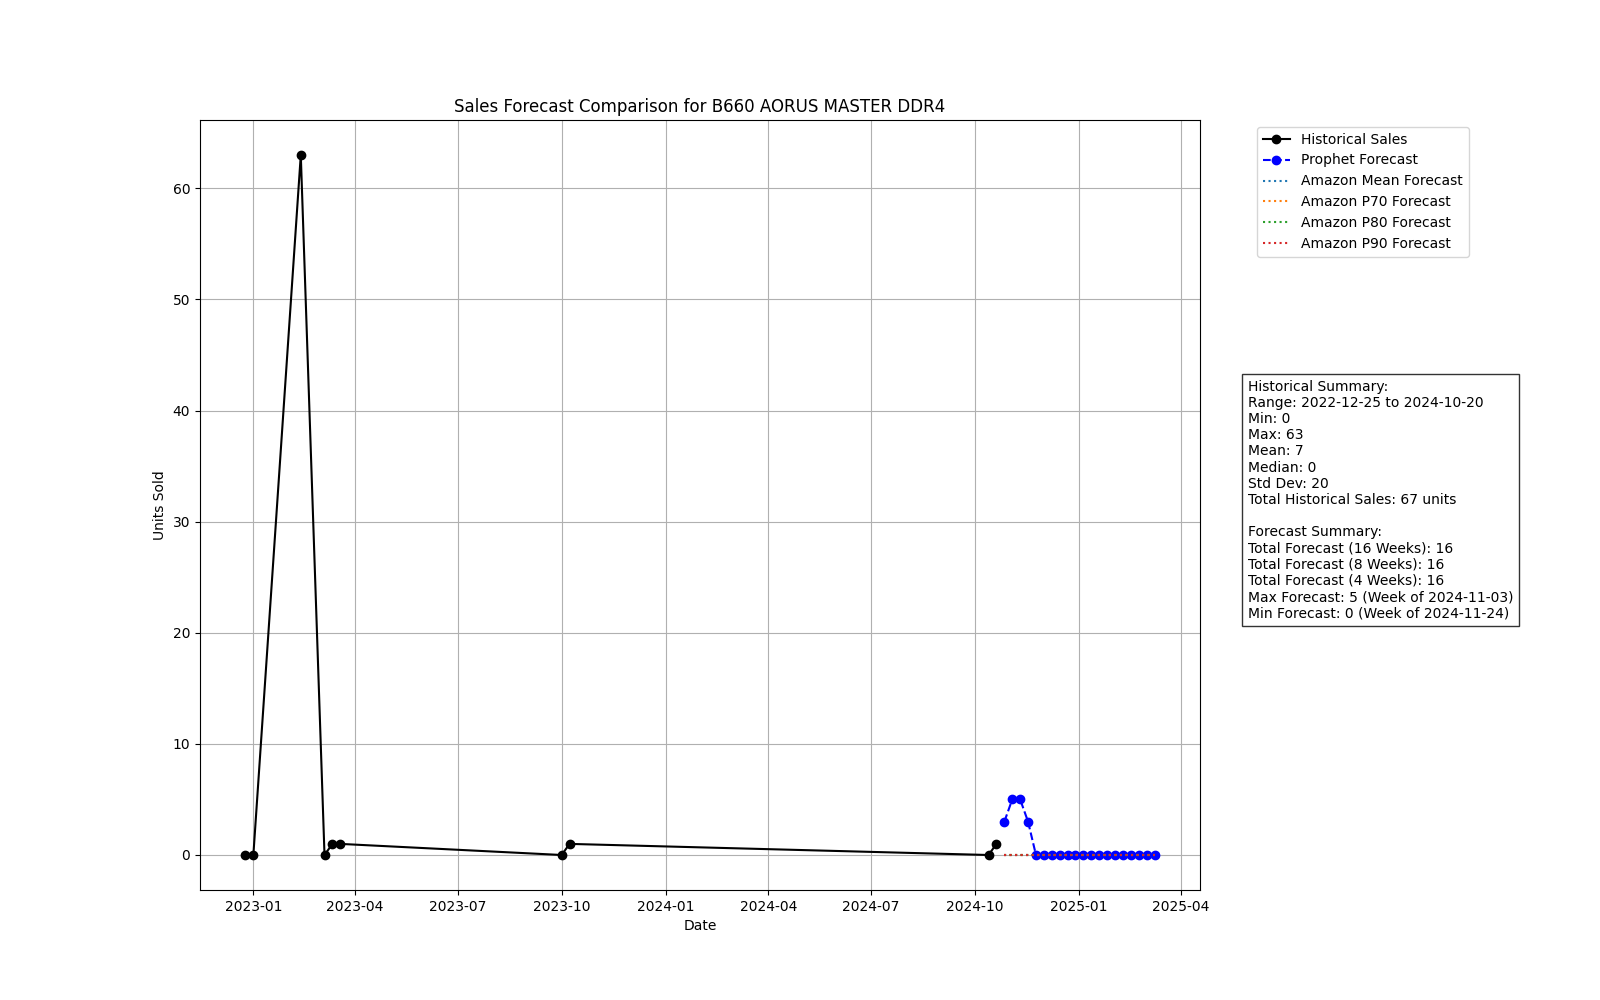 Sales Forecast Comparison for B660 AORUS MASTER DDR4
Units Sold
60
50
40
30
20
10
0
2023-01
2023-04
2023-07
2023-10
2024-01
2024-04
2024-07
2024-10
2025-01
2025-04
Date
Historical Sales
Prophet Forecast
Amazon Mean Forecast
Amazon P70 Forecast
Amazon P80 Forecast
Amazon P90 Forecast
Historical Summary:
Range: 2022-12-25 to 2024-10-20
Min: 0
Max: 63
Mean: 7
Median: 0
Std Dev: 20
Total Historical Sales: 67 units
Forecast Summary:
Total Forecast (16 Weeks): 16
Total Forecast (8 Weeks): 16
Total Forecast (4 Weeks): 16
Max Forecast: 5 (Week of 2024-11-03)
Min Forecast: 0 (Week of 2024-11-24)